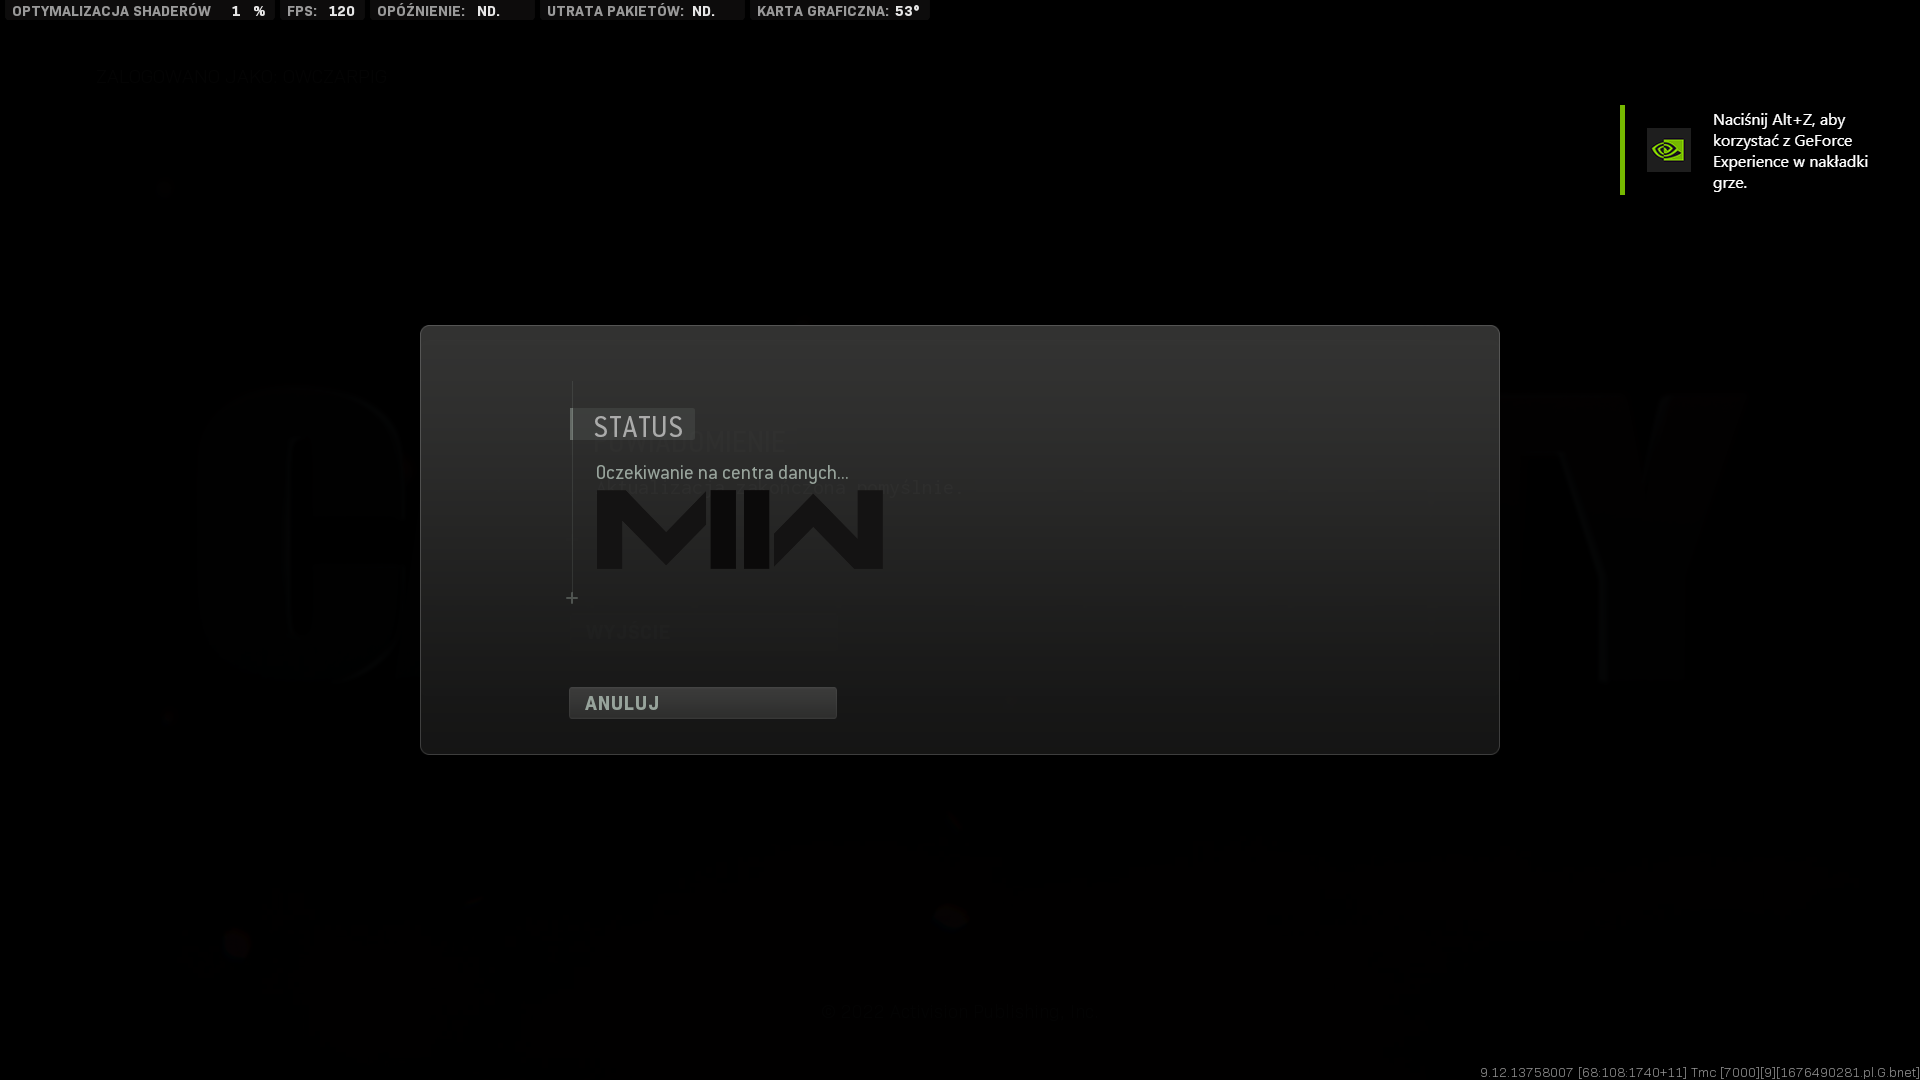 OPTYMALIZACJA SHADERÓW 1 % FPS: 120 OPÓŹNIENIE: ND. UTRATA PAKIETÓW: ND. KARTA GRAFICZNA: 53°
Naciśnij Alt+Z, aby
korzystać z GeForce
Experience w nakładki
grze.
STATUS
Oczekiwanie na centra danych...
MIIW
WYJŚCIE
ANULUJ
9.12.13758007 [68:108:1740+11] Tmc [7000][9][1676490281.pl.G.bnet]